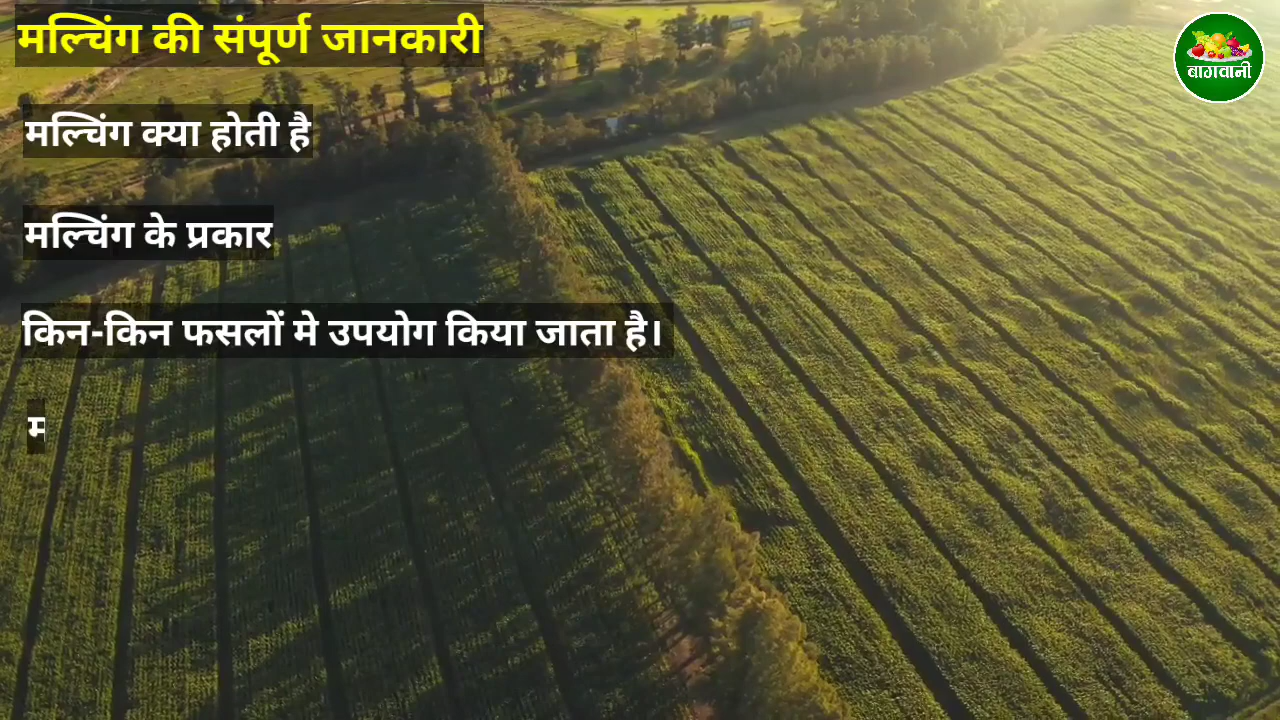 मल्चिंग की संपूर्ण जानकारी
बागवानी
मल्चिंग क्या होती है
मल्चिंग के प्रकार
किन-किन फसलों मे उपयोग किया जाता है।
म